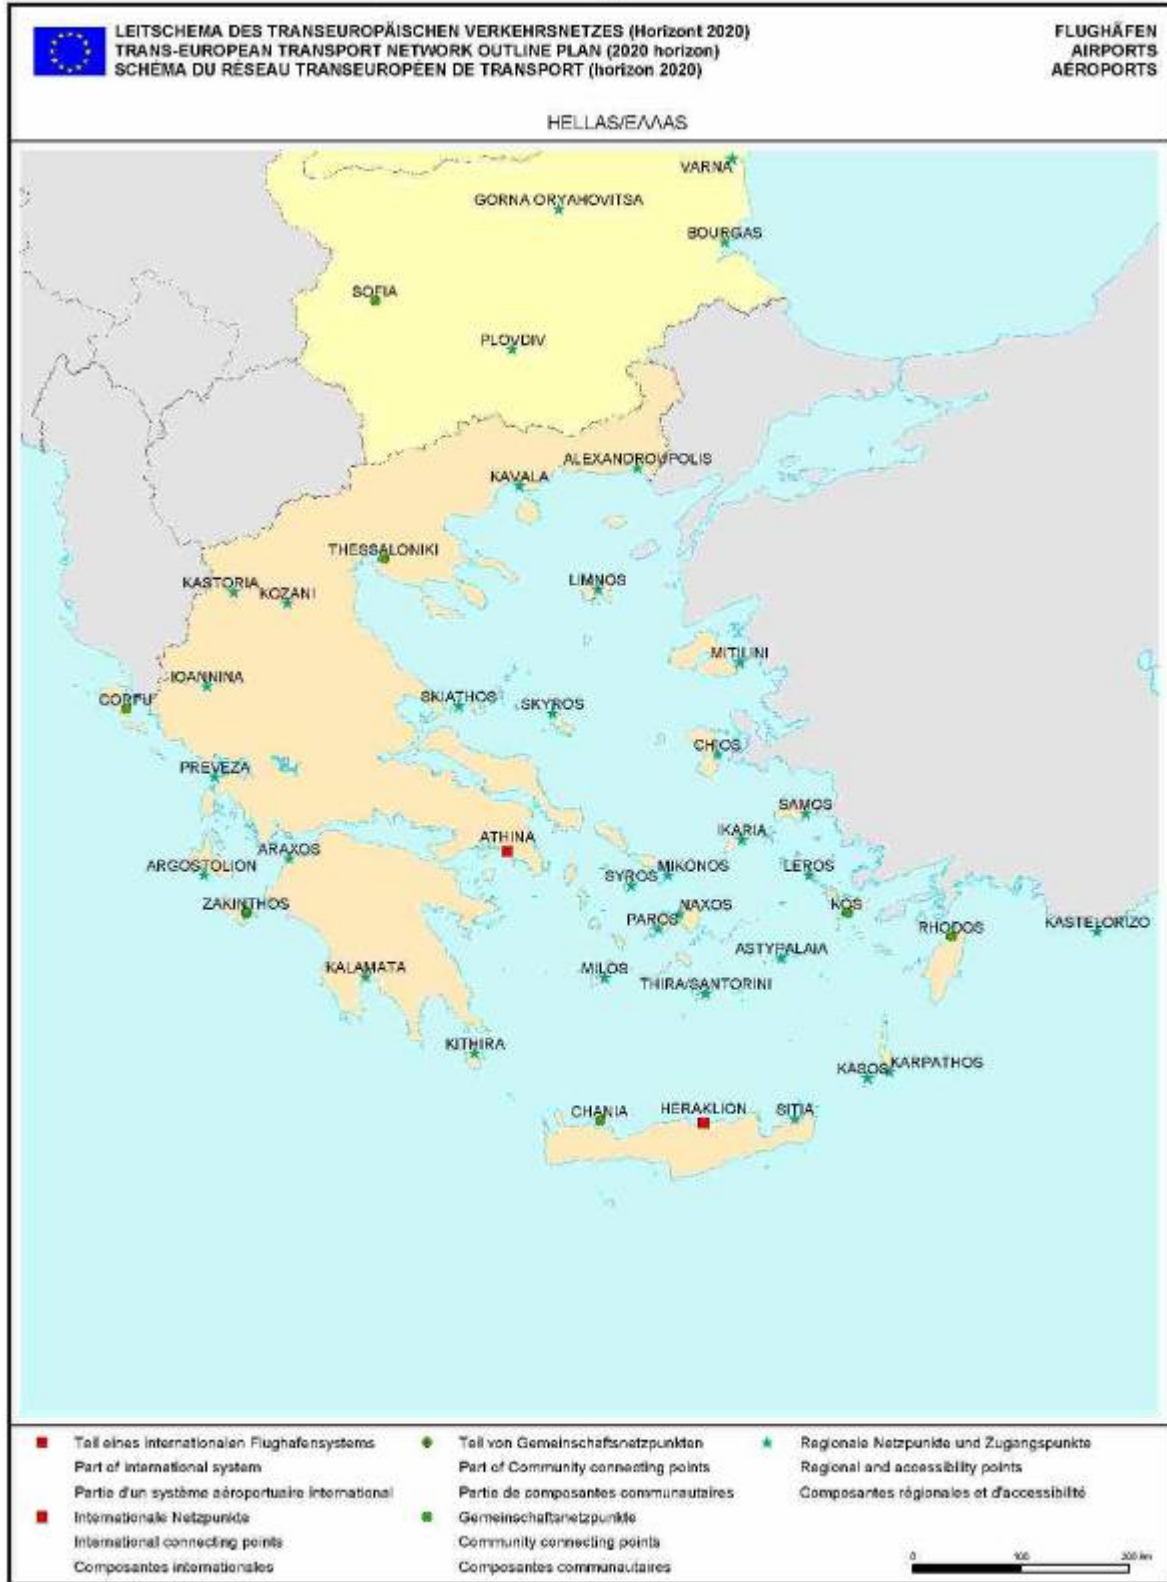 LEITSCHEMA DES TRANSEUROPÄISCHEN VERKEHRSNETZES (Horizont 2020)
TRANS-EUROPEAN TRANSPORT NETWORK OUTLINE PLAN (2020 horizon)
SCHÉMA DU RÉSEAU TRANSEUROPÉEN DE TRANSPORT (horizon 2020)
FLUGHÄFEN
AIRPORTS
AÉROPORTS
HELLAS/ΕΛΛΑΣ
VARNA
GORNA ORYAHOVITSA
BOURGAS
SOFIA
PLOVDIV
ALEXANDROUPOLIS
KAVALA
THESSALONIKI
LIMNOS
KASTORIA
KOZANI
MITILINI
IOANNINA
CORFU
SKIATHOS
SKYROS
CHIOS
PREVEZA
SAMOS
IKARIA
ATHINA
ARAXOS
ARGOSTOLION
MIKONOS
LEROS
SYROS
ZAKINTHOS
NAXOS
KOS
PAROS
RHODOS
KASTELORIZO
ASTYPALAIA
KALAMATA
MILOS
THIRA/SANTORINI
KITHIRA
KARPATHOS
KASOS
CHANIA
HERAKLION
SITIA
Teil eines Internationalen Flughafensystems
Part of International system
Partie d'un système aéroportuaire international
Internationale Netzpunkte
International connecting points
Composantes internationales
Teil von Gemeinschaftsnetzpunkten
Part of Community connecting points
Partie de composantes communautaires
Gemeinschaftsnetzpunkte
Community connecting points
Composantes communautaires
Regionale Netzpunkte und Zugangspunkte
Regional and accessibility points
Composantes régionales et d'accessibilité
0 100 200 km